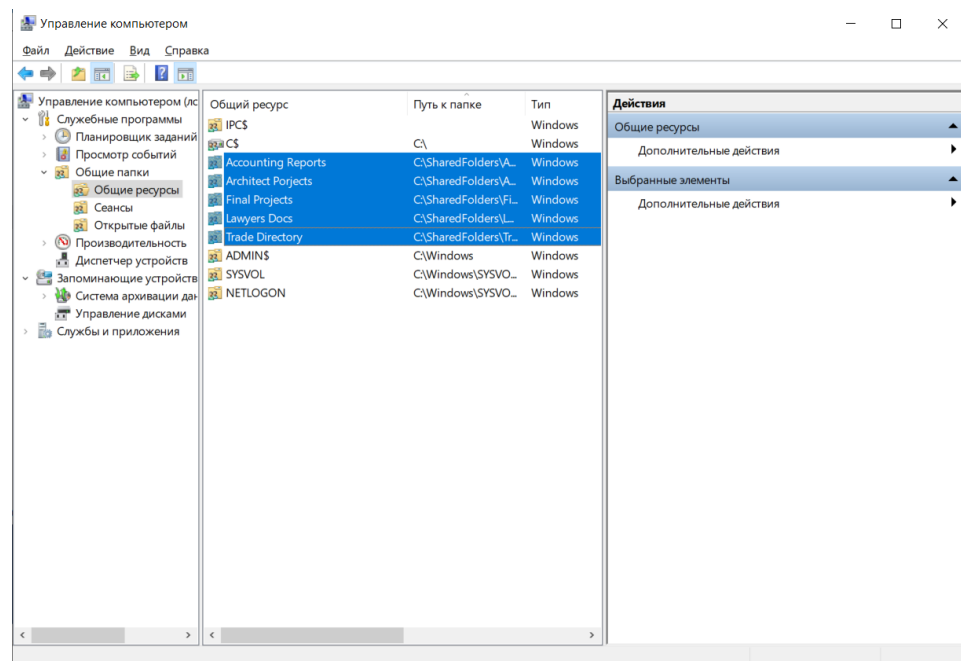 Управление компьютером
Файл Действие Вид Справка
Управление компьютером (лс
Служебные программы
Планировщик заданий
Просмотр событий
Общие папки
Общие ресурсы
Сеансы
Открытые файлы
Производительность
Диспетчер устройств
Запоминающие устройств
Система архивации дан
Управление дисками
Службы и приложения
Общий ресурс Путь к папке Тип
IPC$ Windows
C$ C:\ Windows
Accounting Reports C:\SharedFolders\A... Windows
Architect Porjects C:\SharedFolders\A... Windows
Final Projects C:\SharedFolders\Fi... Windows
Lawyers Docs C:\SharedFolders\L... Windows
Trade Directory C:\SharedFolders\Tr... Windows
ADMIN$ C:\Windows Windows
SYSVOL C:\Windows\SYSVO... Windows
NETLOGON C:\Windows\SYSVO... Windows
Действия
Общие ресурсы
Дополнительные действия
Выбранные элементы
Дополнительные действия